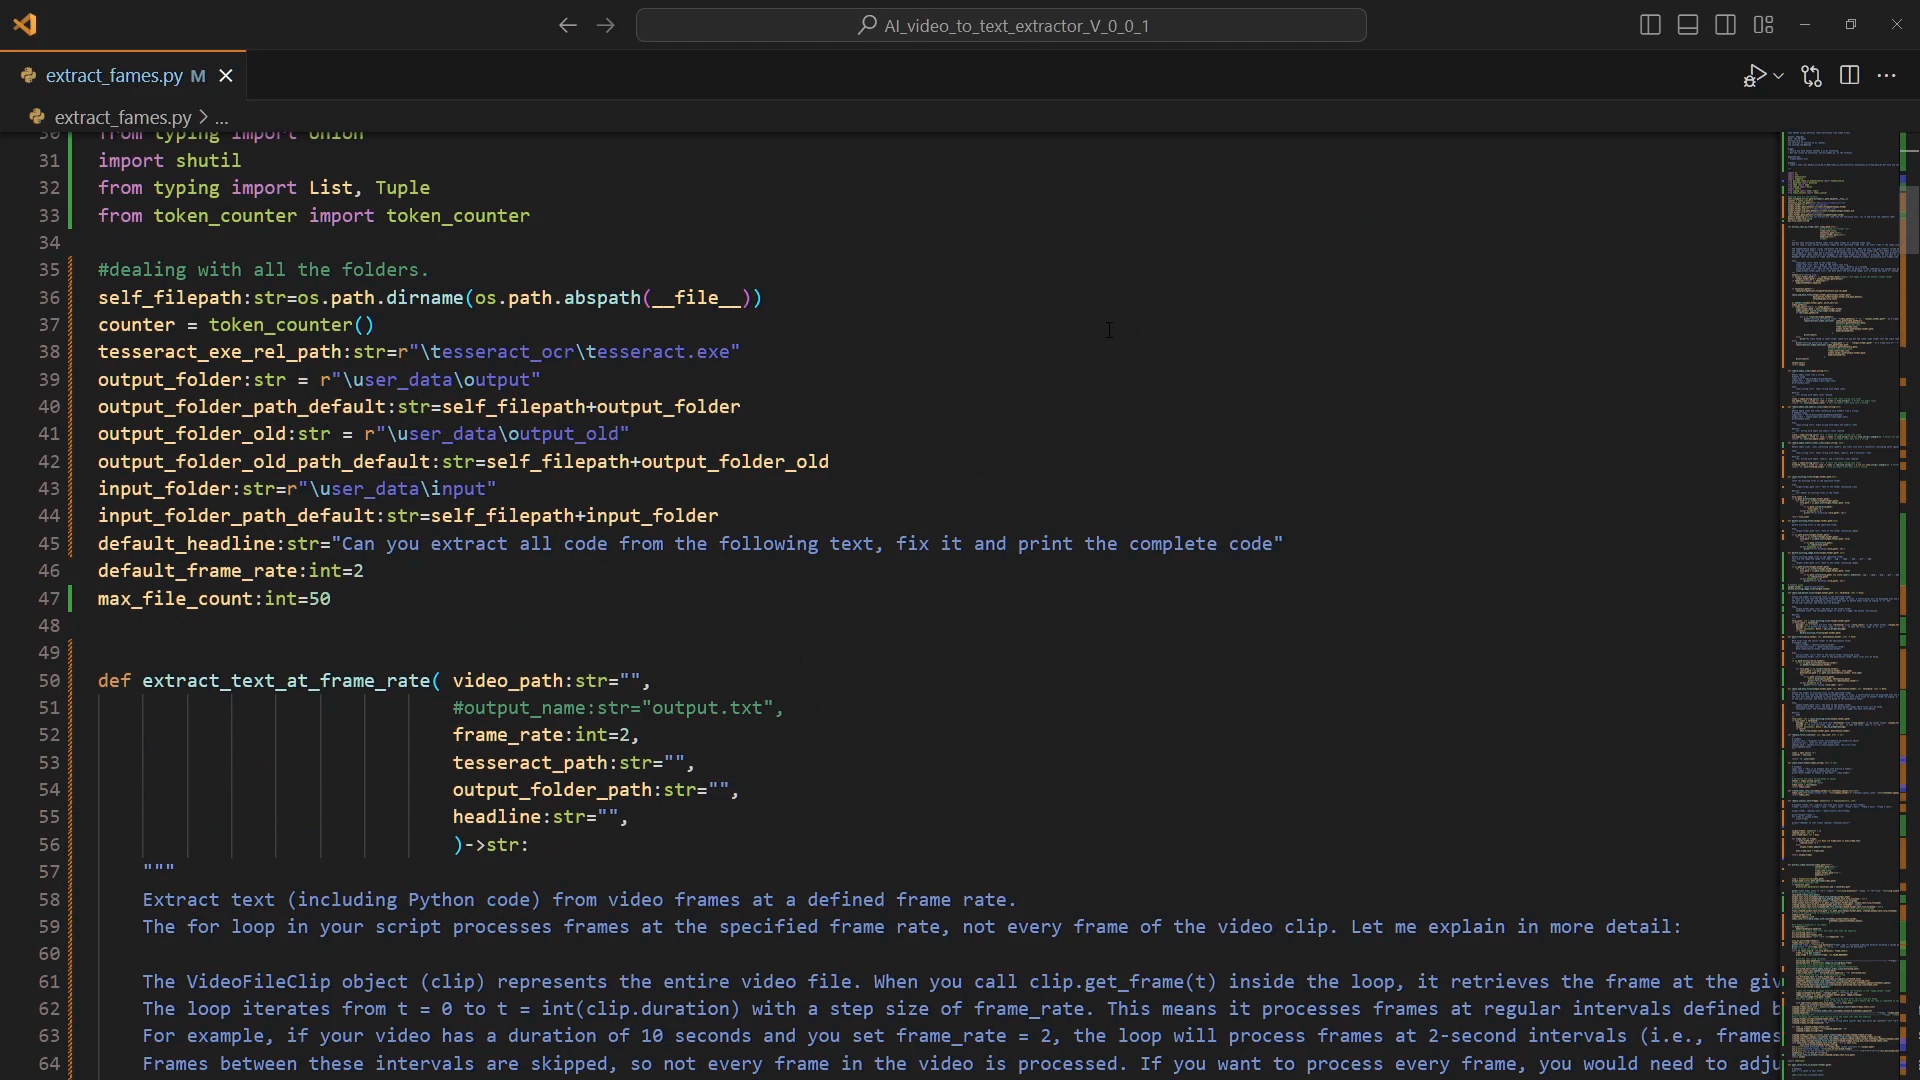 AI_video_to_text_extractor_V_0_0_1
extract_fames.py M
extract_fames.py > ...
30 from typing import Union
31 import shutil
32 from typing import List, Tuple
33 from token_counter import token_counter
34
35 #dealing with all the folders.
36 self_filepath:str=os.path.dirname(os.path.abspath(__file__))
37 counter = token_counter()
38 tesseract_exe_rel_path:str=r"\tesseract_ocr\tesseract.exe"
39 output_folder:str = r"\user_data\output"
40 output_folder_path_default:str=self_filepath+output_folder
41 output_folder_old:str = r"\user_data\output_old"
42 output_folder_old_path_default:str=self_filepath+output_folder_old
43 input_folder:str=r"\user_data\input"
44 input_folder_path_default:str=self_filepath+input_folder
45 default_headline:str="Can you extract all code from the following text, fix it and print the complete code"
46 default_frame_rate:int=2
47 max_file_count:int=50
48
49
50 def extract_text_at_frame_rate( video_path:str="",
51 #output_name:str="output.txt",
52 frame_rate:int=2,
53 tesseract_path:str="",
54 output_folder_path:str="",
55 headline:str="",
56 )->str:
57 """
58 Extract text (including Python code) from video frames at a defined frame rate.
59 The for loop in your script processes frames at the specified frame rate, not every frame of the video clip. Let me explain in more detail:
60
61 The VideoFileClip object (clip) represents the entire video file. When you call clip.get_frame(t) inside the loop, it retrieves the frame at the giv
62 The loop iterates from t = 0 to t = int(clip.duration) with a step size of frame_rate. This means it processes frames at regular intervals defined b
63 For example, if your video has a duration of 10 seconds and you set frame_rate = 2, the loop will process frames at 2-second intervals (i.e., frames
64 Frames between these intervals are skipped, so not every frame in the video is processed. If you want to process every frame, you would need to adju